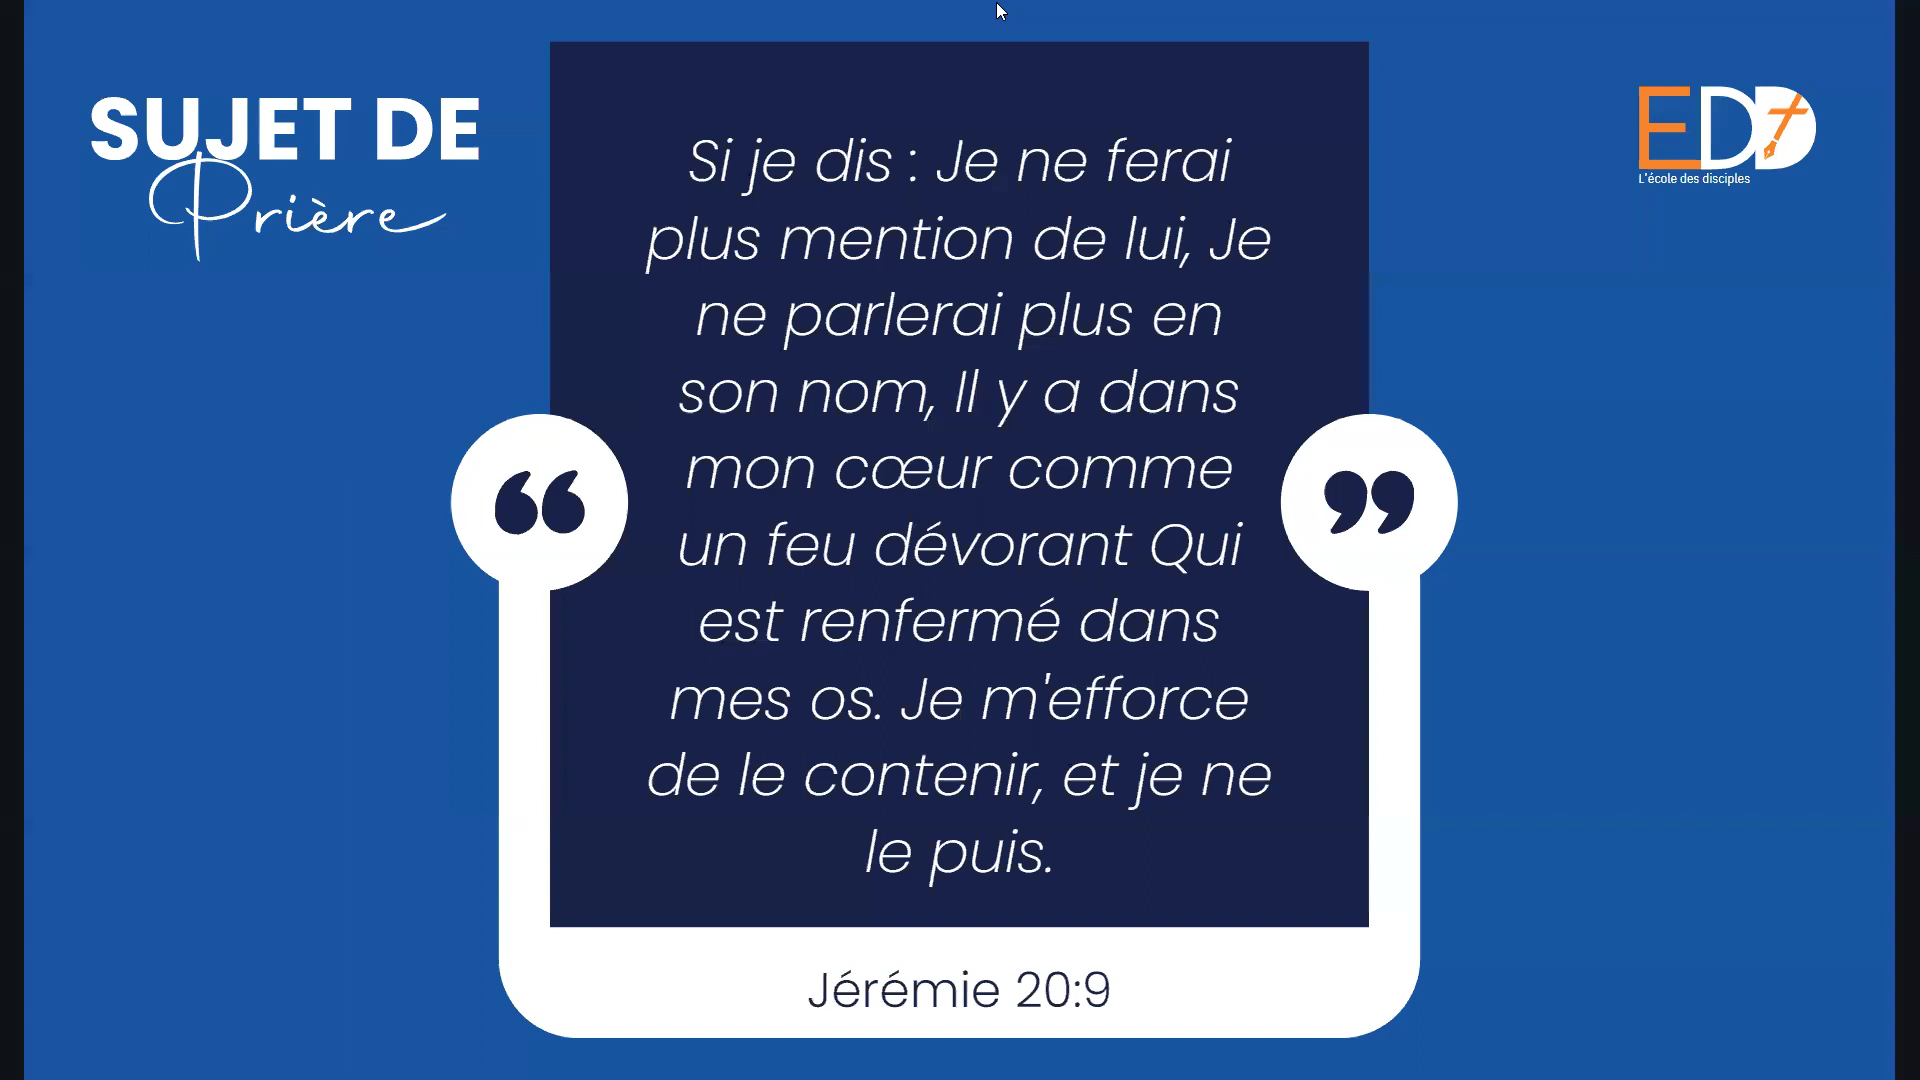 SUJET DE
Prière
EDD
L'école des disciples
“
Si je dis : Je ne ferai
plus mention de lui, Je
ne parlerai plus en
son nom, Il y a dans
mon cœur comme
un feu dévorant Qui
est renfermé dans
mes os. Je m'efforce
de le contenir, et je ne
le puis.
”
Jérémie 20:9